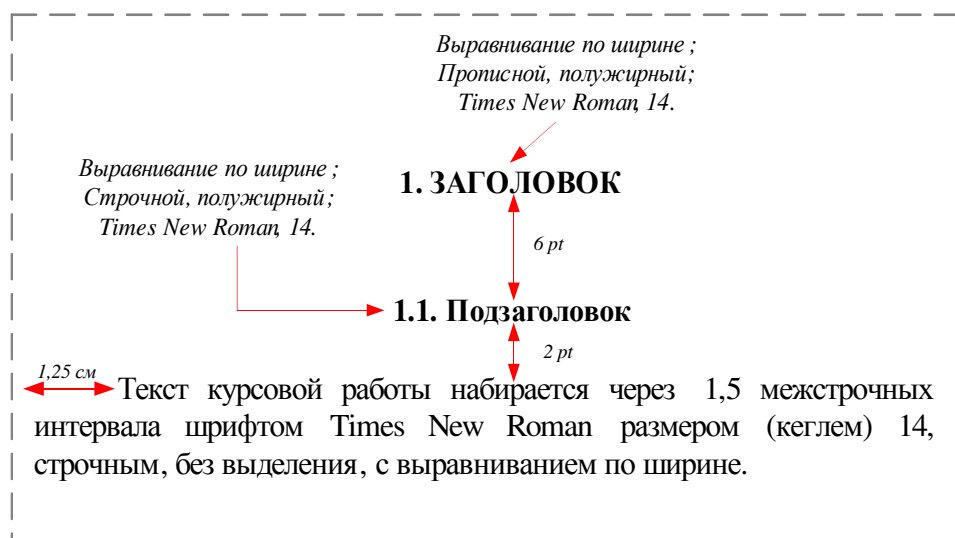 Выравнивание по ширине ;
Прописной, полужирный;
Times New Roman, 14.
Выравнивание по ширине ;
Строчной, полужирный;
Times New Roman, 14.
1. ЗАГОЛОВОК
6 pt
1.1. Подзаголовок
2 pt
1,25 см
Текст курсовой работы набирается через 1,5 межстрочных
интервала шрифтом Times New Roman размером (кеглем) 14,
строчным, без выделения, с выравниванием по ширине.